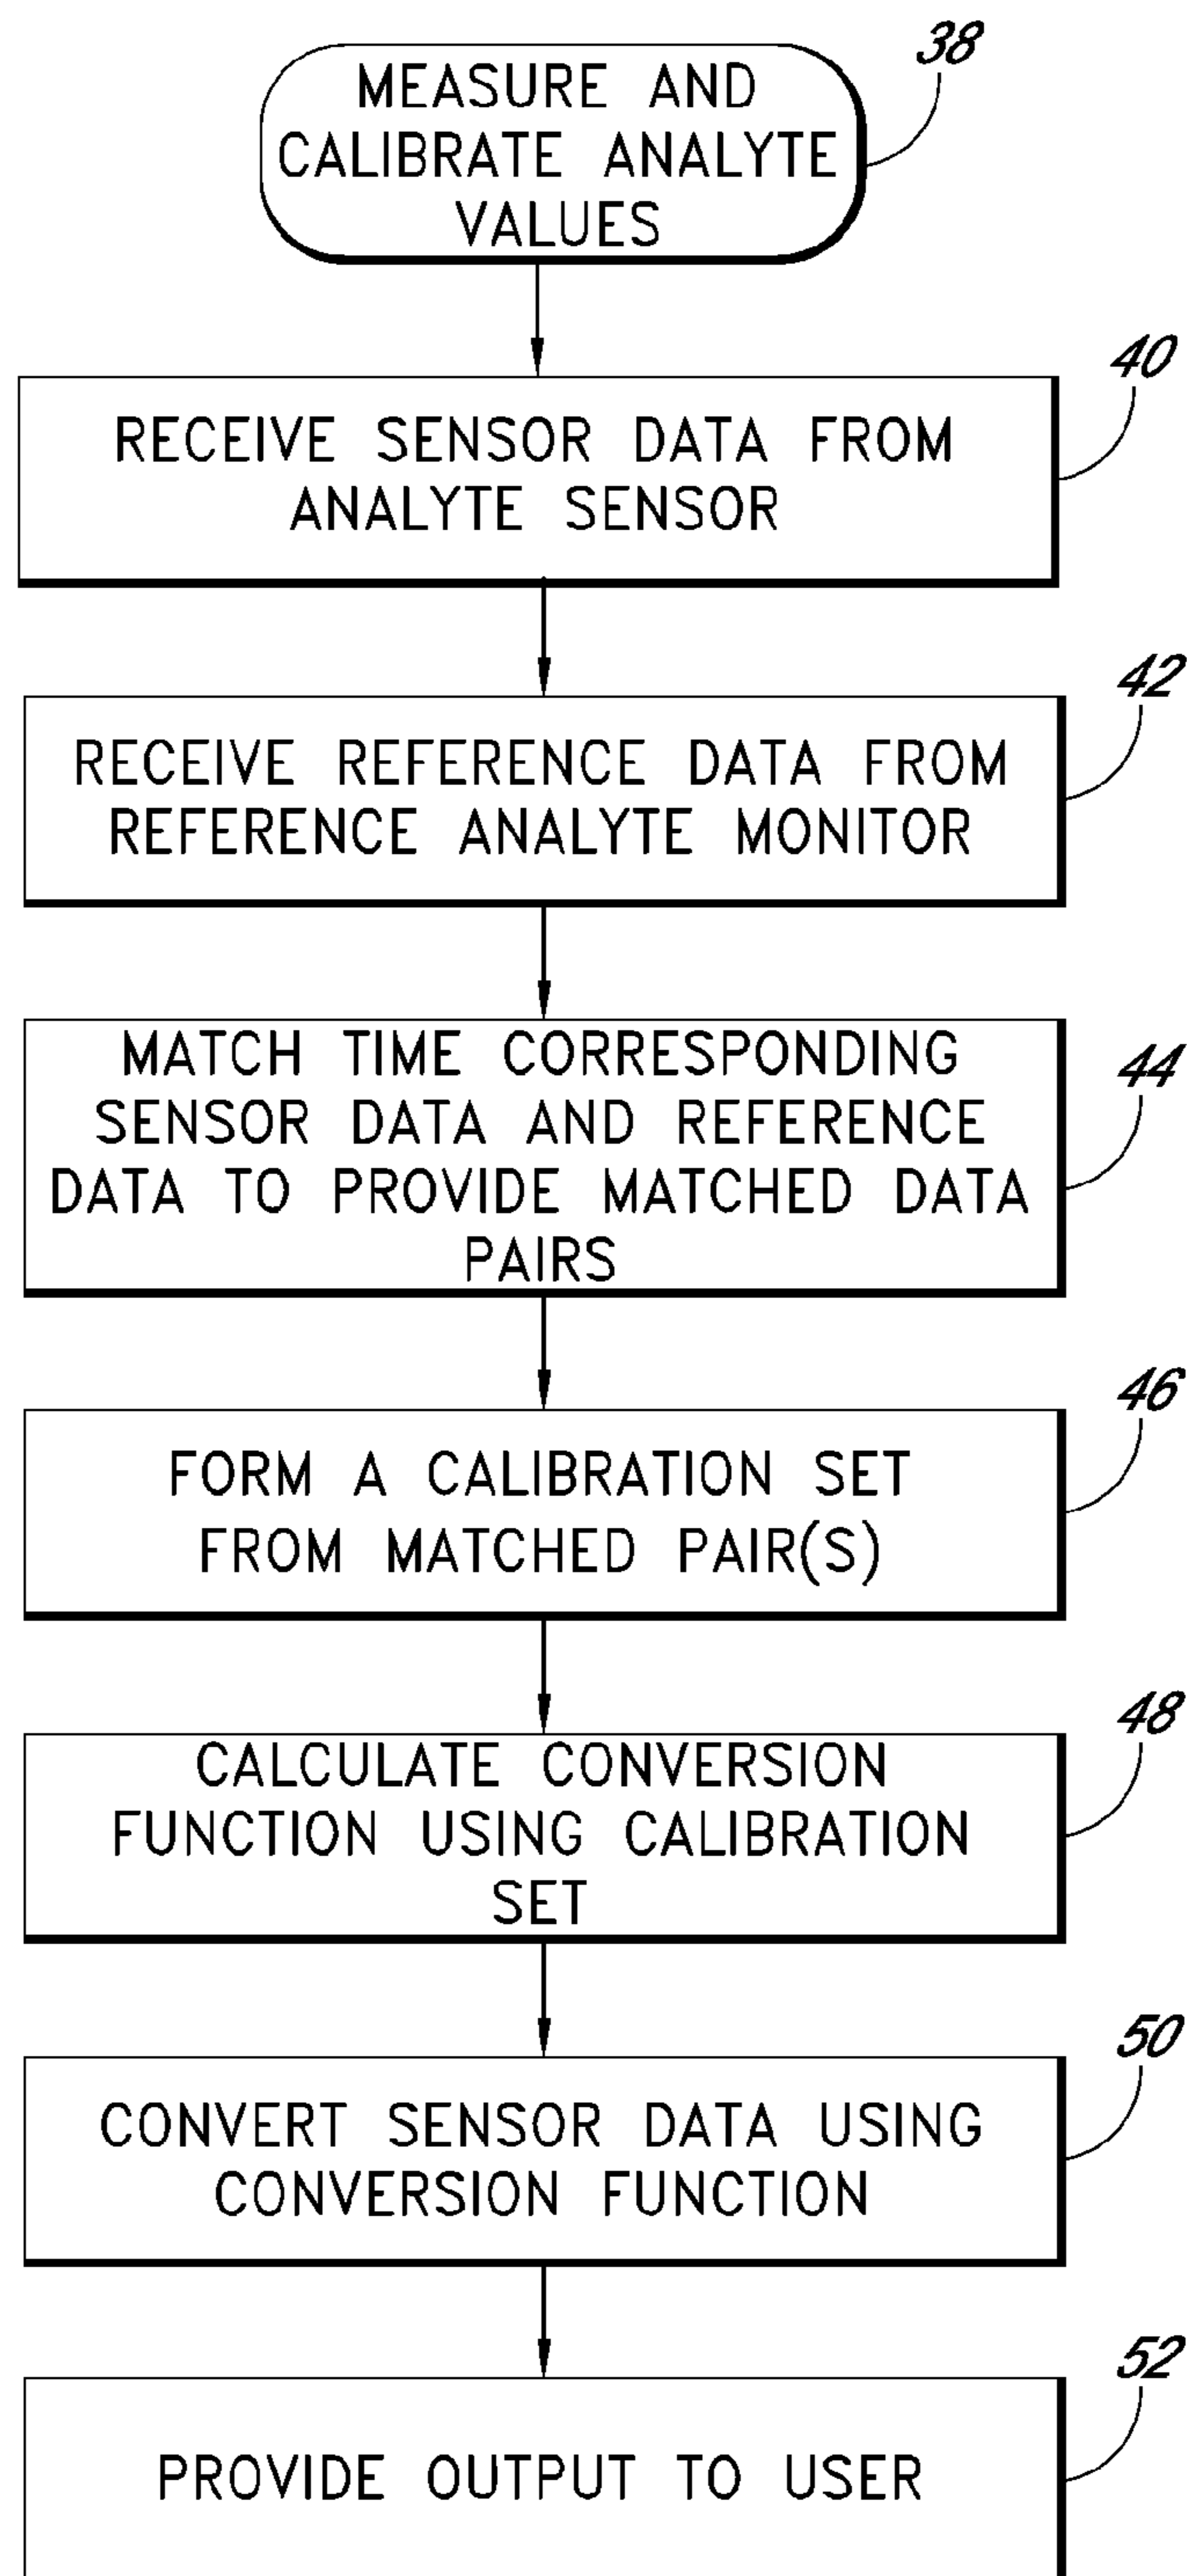 38
MEASURE AND
CALIBRATE ANALYTE
VALUES
40
RECEIVE SENSOR DATA FROM
ANALYTE SENSOR
42
RECEIVE REFERENCE DATA FROM
REFERENCE ANALYTE MONITOR
44
MATCH TIME CORRESPONDING
SENSOR DATA AND REFERENCE
DATA TO PROVIDE MATCHED DATA
PAIRS
46
FORM A CALIBRATION SET
FROM MATCHED PAIR(S)
48
CALCULATE CONVERSION
FUNCTION USING CALIBRATION
SET
50
CONVERT SENSOR DATA USING
CONVERSION FUNCTION
52
PROVIDE OUTPUT TO USER